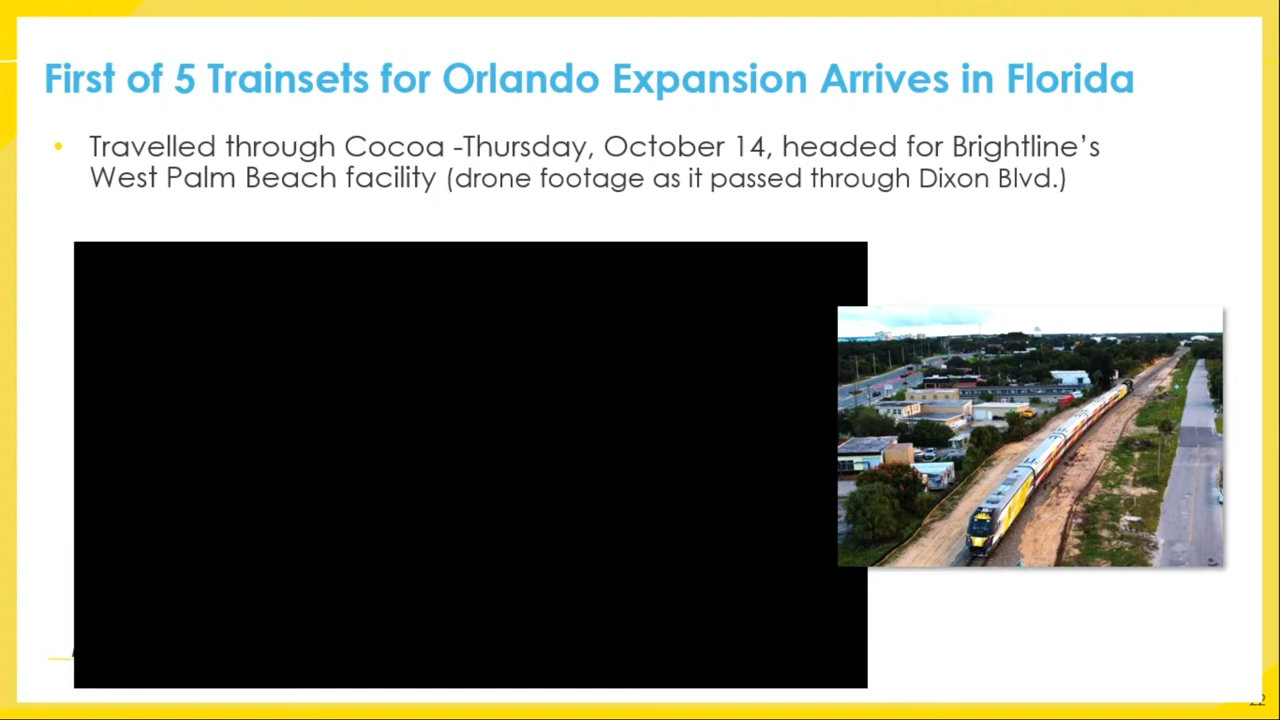 First of 5 Trainsets for Orlando Expansion Arrives in Florida
• Travelled through Cocoa -Thursday, October 14, headed for Brightline’s
West Palm Beach facility (drone footage as it passed through Dixon Blvd.)
22